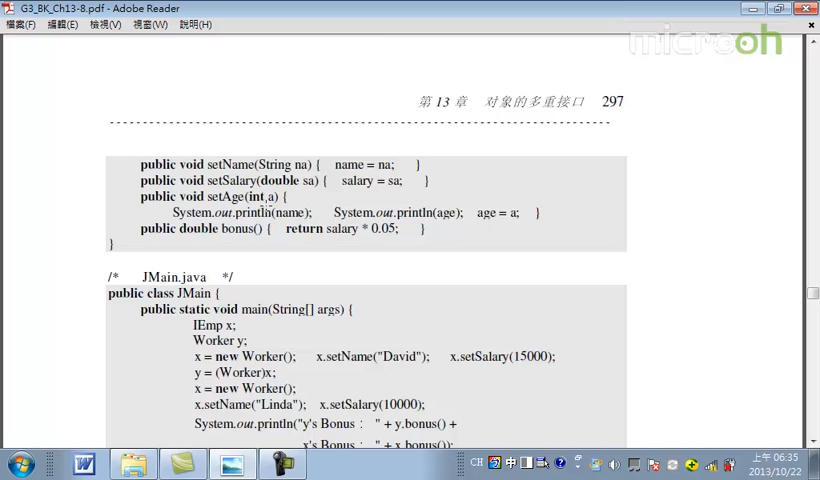 G3_BK_Ch13-8.pdf - Adobe Reader
檔案(F) 編輯(E) 檢視(V) 視窗(W) 說明(H)
microoh
第 13 章 对象的多重接口 297
public void setName(String na) { name = na; }
public void setSalary(double sa) { salary = sa; }
public void setAge(int a) {
System.out.println(name); System.out.println(age); age = a; }
public double bonus() { return salary * 0.05; }
}
/* JMain.java */
public class JMain {
public static void main(String[] args) {
IEmp x;
Worker y;
x = new Worker(); x.setName("David"); x.setSalary(15000);
y = (Worker)x;
x = new Worker();
x.setName("Linda"); x.setSalary(10000);
System.out.println("y's Bonus : " + y.bonus() +
x's Bonus : " + x.bonus());
CH 中
上午 06:35
2013/10/22